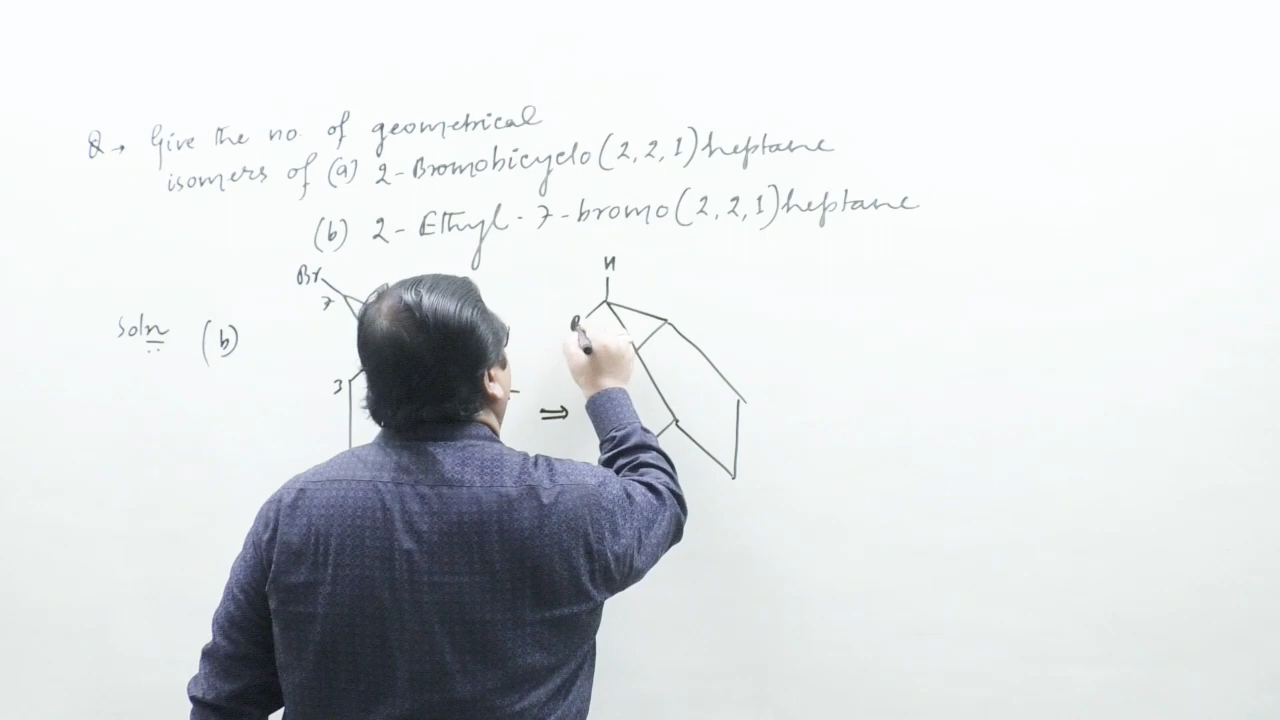 Q→ Give the no. of geometrical
isomers of (a) 2-Bromobicyclo(2,2,1)heptane
(b) 2-Ethyl-7-bromo(2,2,1)heptane
Soln (b)
Br
7
3
H
⇒